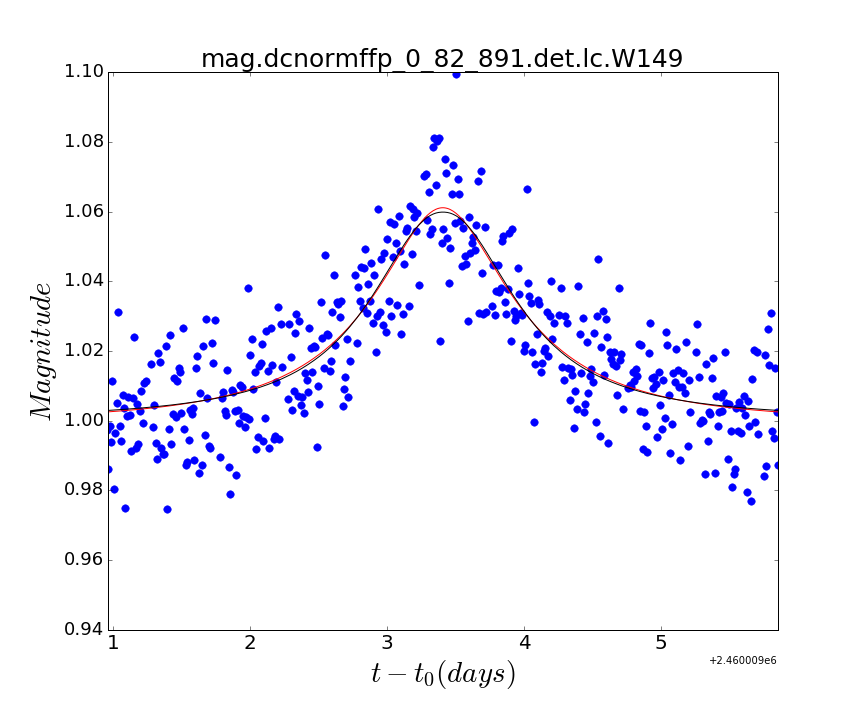 mag.dcnormffp_0_82_891.det.lc.W149
1.10
1.08
1.06
1.04
1.02
1.00
0.98
0.96
0.94
Magnitude
1 2 3 4 5
+2.460009e6
t − t₀(days)